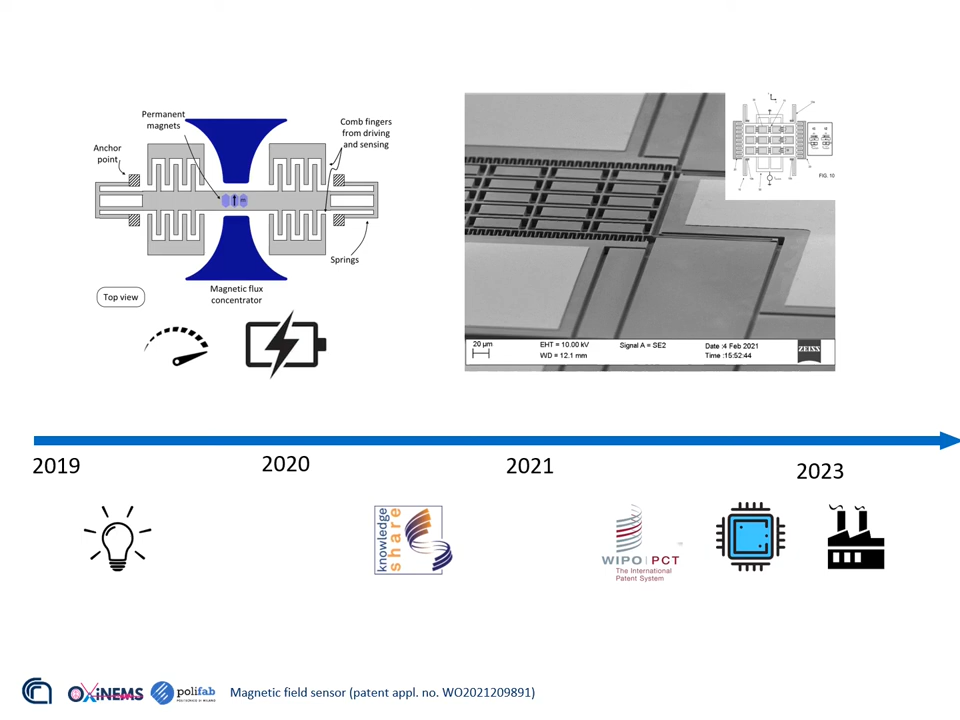 Permanent
magnets
Comb fingers
from driving
and sensing
Anchor
point
Springs
Magnetic flux
concentrator
Top view
FIG. 10
20 µm
EHT = 10.00 kV
Signal A = SE2
Date :4 Feb 2021
WD = 12.1 mm
Time :15:52:44
ZEISS
2019
2020
2021
2023
knowledge
share
WIPO | PCT
The International
Patent System
OXiNEMS
polifab
Magnetic field sensor (patent appl. no. WO2021209891)